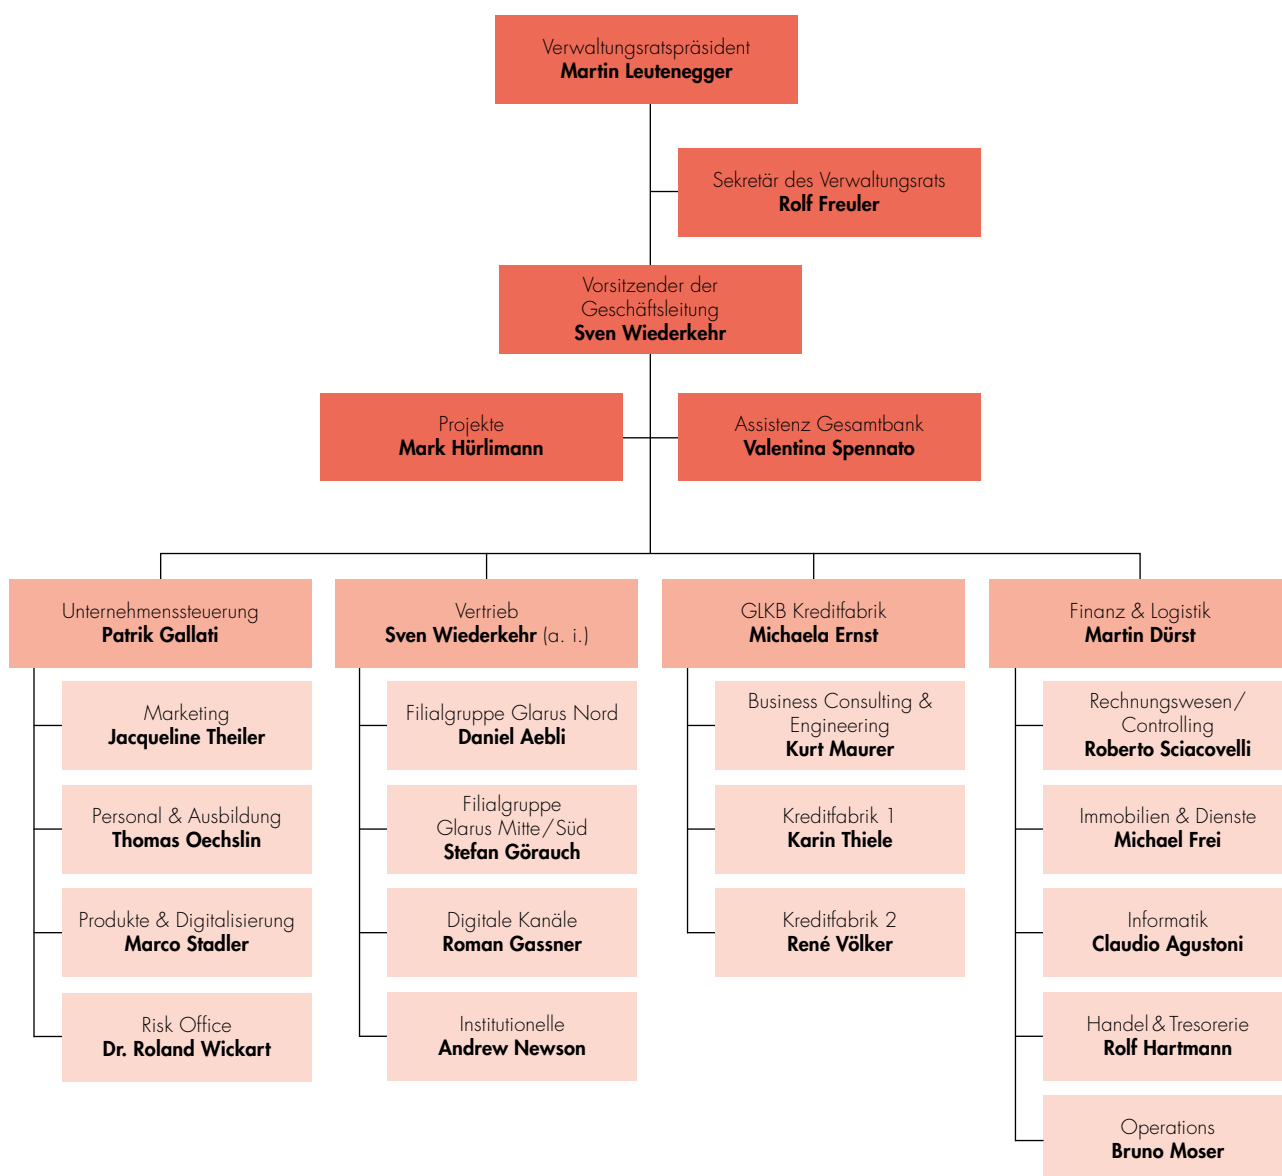 Verwaltungsratspräsident
Martin Leutenegger
Sekretär des Verwaltungsrats
Rolf Freuler
Vorsitzender der
Geschäftsleitung
Sven Wiederkehr
Projekte
Mark Hürlimann
Assistenz Gesamtbank
Valentina Spennato
Unternehmenssteuerung
Patrik Gallati
Marketing
Jacqueline Theiler
Personal & Ausbildung
Thomas Oechslin
Produkte & Digitalisierung
Marco Stadler
Risk Office
Dr. Roland Wickart
Vertrieb
Sven Wiederkehr (a. i.)
Filialgruppe Glarus Nord
Daniel Aebli
Filialgruppe
Glarus Mitte/Süd
Stefan Görauch
Digitale Kanäle
Roman Gassner
Institutionelle
Andrew Newson
GLKB Kreditfabrik
Michaela Ernst
Business Consulting &
Engineering
Kurt Maurer
Kreditfabrik 1
Karin Thiele
Kreditfabrik 2
René Völker
Finanz & Logistik
Martin Dürst
Rechnungswesen/
Controlling
Roberto Sciacovelli
Immobilien & Dienste
Michael Frei
Informatik
Claudio Agustoni
Handel & Tresorerie
Rolf Hartmann
Operations
Bruno Moser